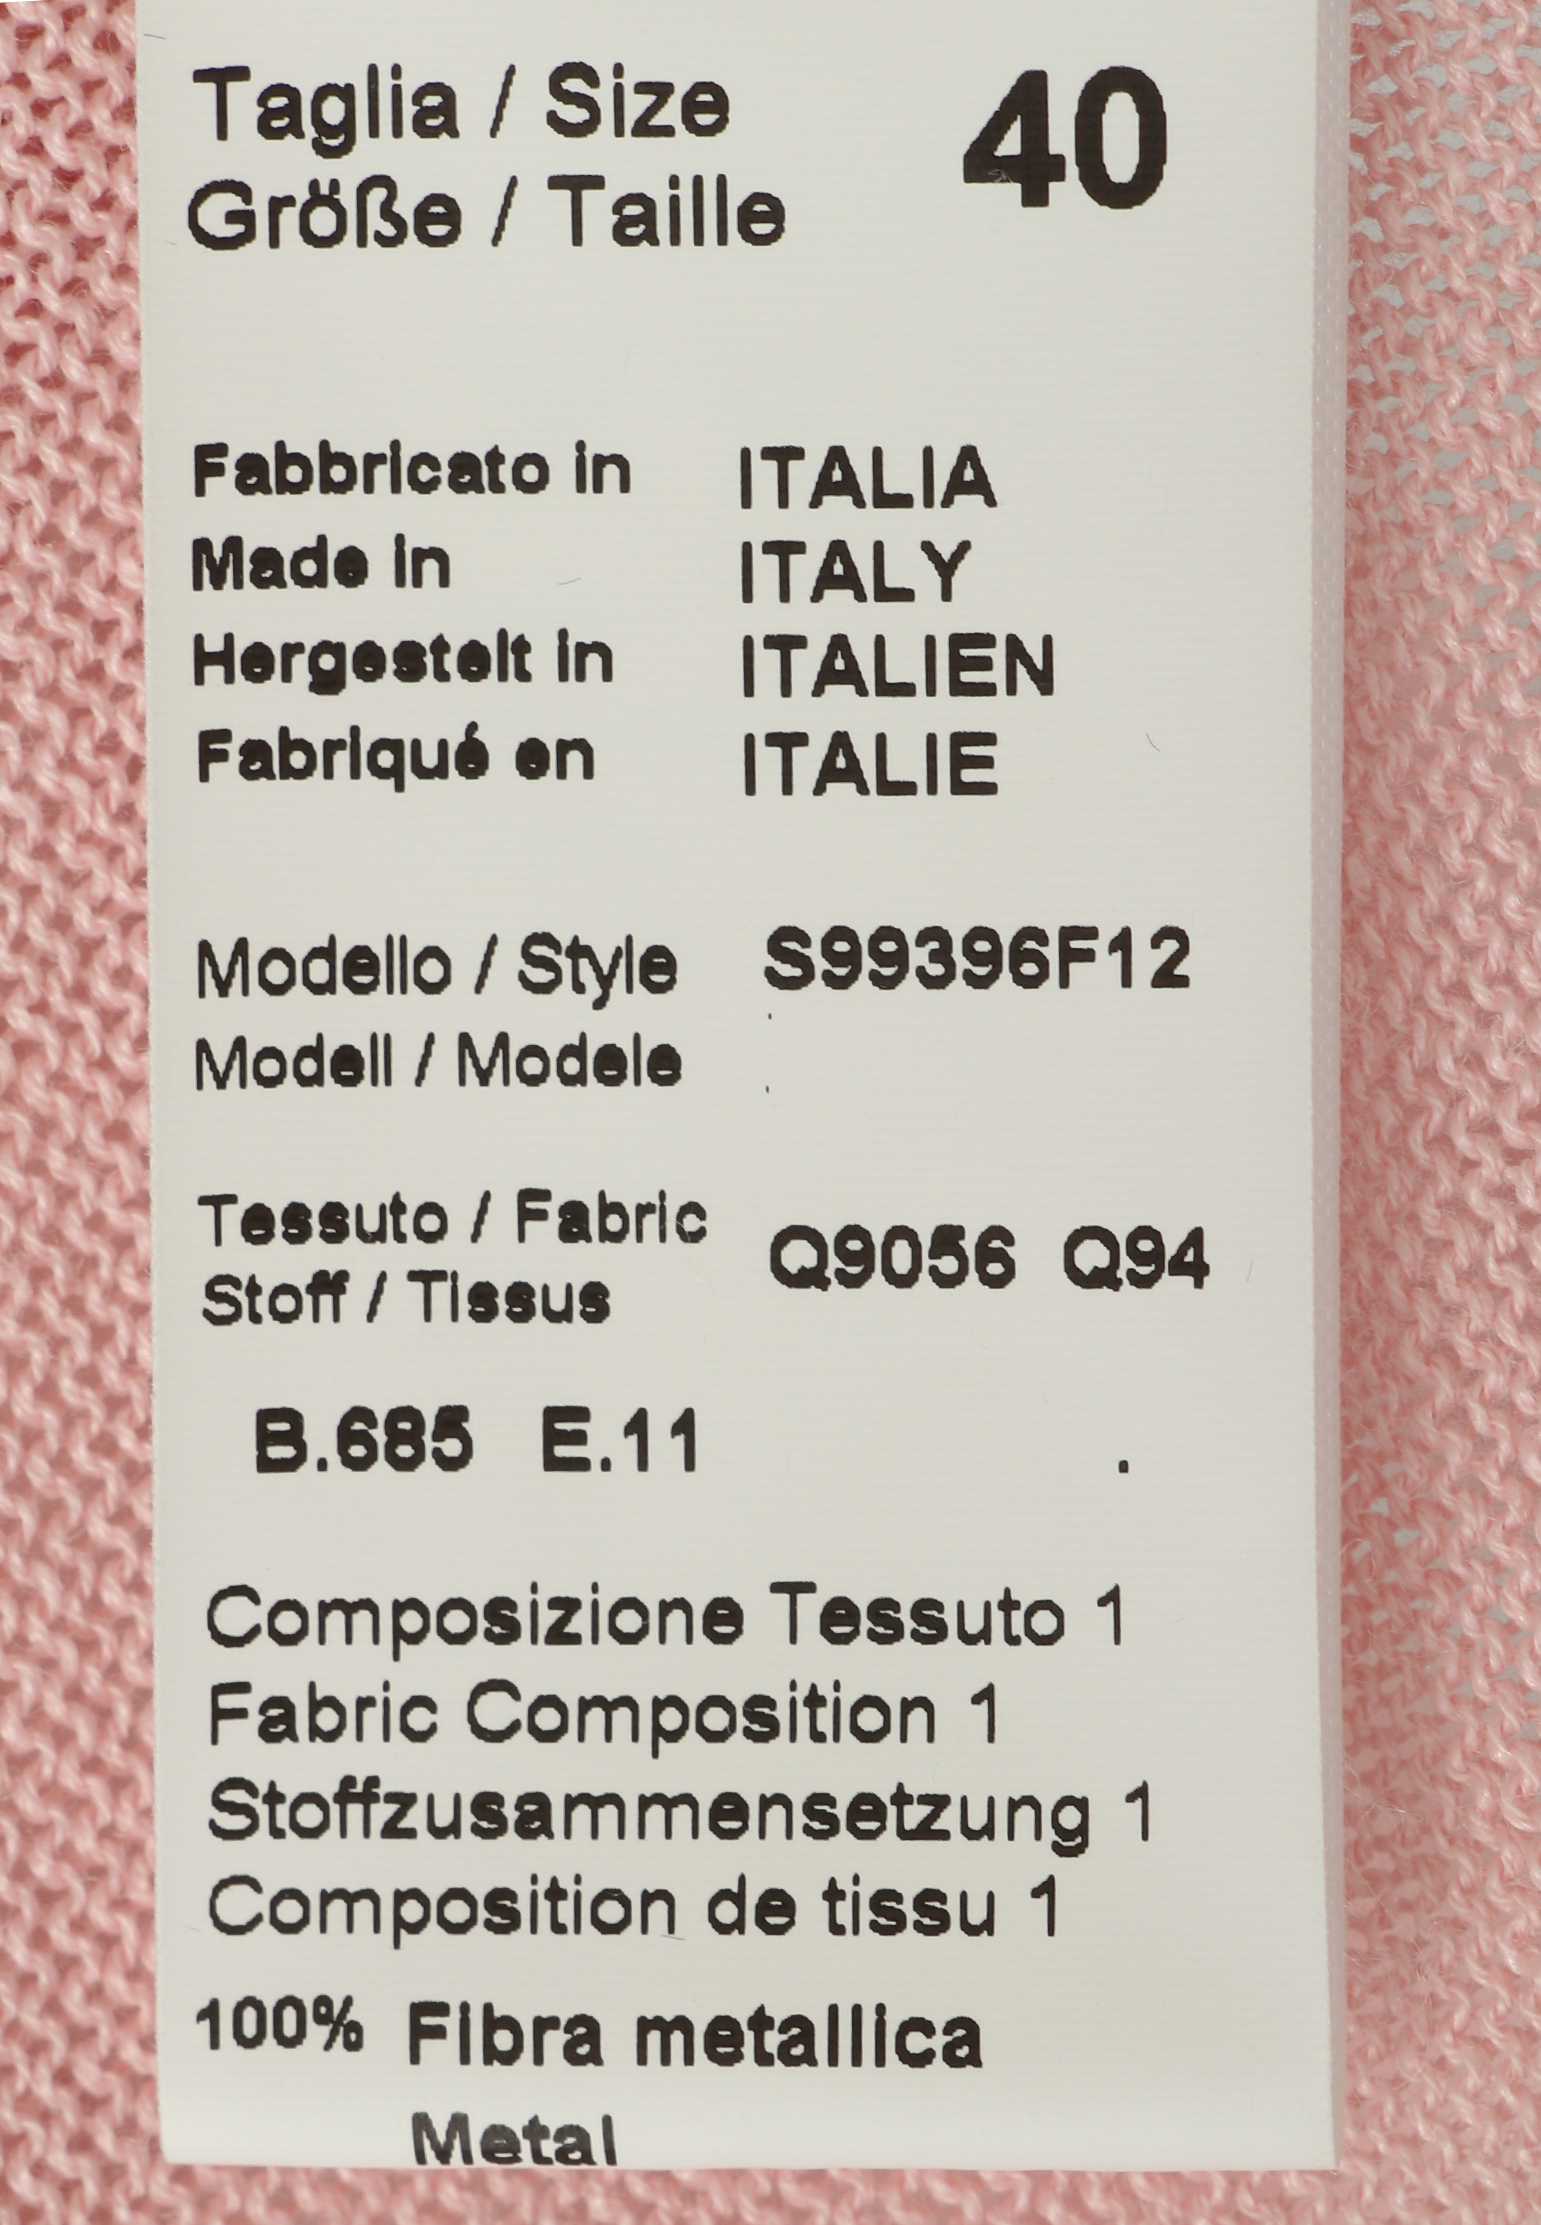 Taglia / Size 40
Größe / Taille
Fabbricato in ITALIA
Made in ITALY
Hergestelt in ITALIEN
Fabriqué en ITALIE
Modello / Style S99396F12
Modell / Modele
Tessuto / Fabric Q9056 Q94
Stoff / Tissus
B.685 E.11 .
Composizione Tessuto 1
Fabric Composition 1
Stoffzusammensetzung 1
Composition de tissu 1
100% Fibra metallica
Metal